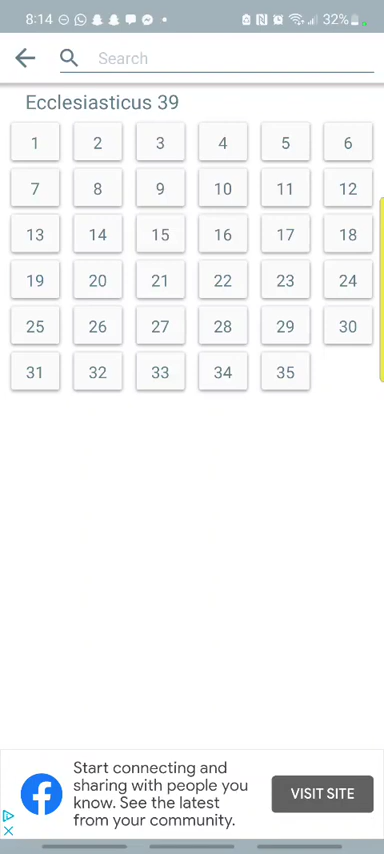 8:14 32%
Search
Ecclesiasticus 39
1 2 3 4 5 6
7 8 9 10 11 12
13 14 15 16 17 18
19 20 21 22 23 24
25 26 27 28 29 30
31 32 33 34 35
Start connecting and
sharing with people you
know. See the latest
from your community.
VISIT SITE